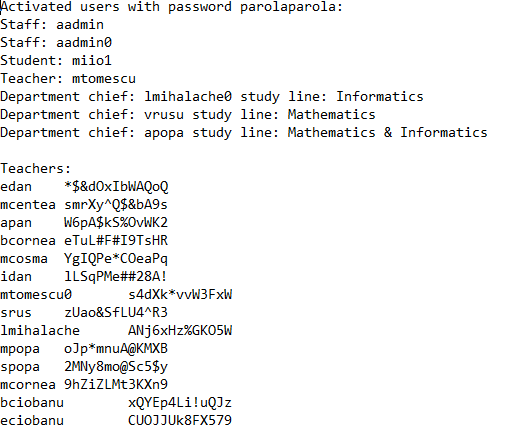 Activated users with password parolaparola:
Staff: aadmin
Staff: aadmin0
Student: miio1
Teacher: mtomescu
Department chief: lmihalache0 study line: Informatics
Department chief: vrusu study line: Mathematics
Department chief: apopa study line: Mathematics & Informatics
Teachers:
edan *$&dOxIbWAQoQ
mcentea smrXy^Q$&bA9s
apan W6pA$kS%OvWK2
bcornea eTuL#F#I9TsHR
mcosma YgIQPe*COeaPq
idan lLSqPMe##28A!
mtomescu0 s4dXk*vvW3FxW
srus zUao&SfLU4^R3
lmihalache ANj6xHz%GKO5W
mpopa oJp*mnuA@KMXB
spopa 2MNy8mo@Sc5$y
mcornea 9hZiZLMt3KXn9
bciobanu xQYEp4Li!uQJz
eciobanu CUOJJUk8FX579